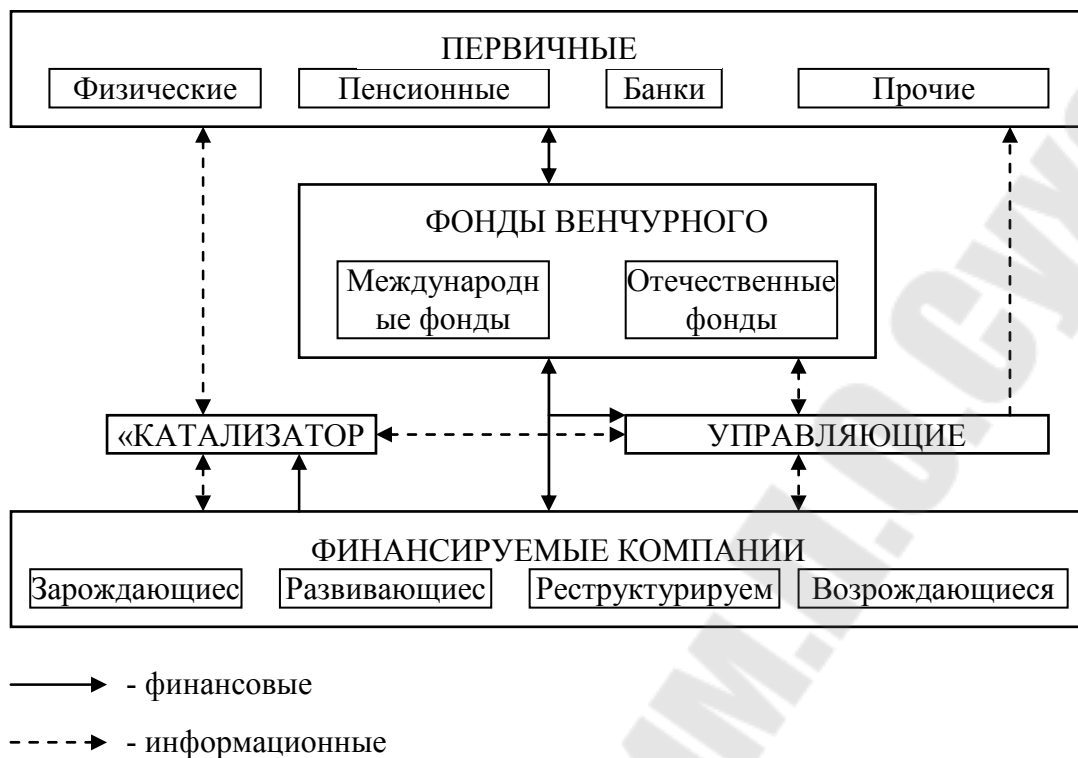 ПЕРВИЧНЫЕ
Физические Пенсионные Банки Прочие
ФОНДЫ ВЕНЧУРНОГО
Международн
ые фонды
Отечественные
фонды
«КАТАЛИЗАТОР УПРАВЛЯЮЩИЕ
ФИНАНСИРУЕМЫЕ КОМПАНИИ
Зарождающиес Развивающиес Реструктурируем Возрождающиеся
- финансовые
- информационные